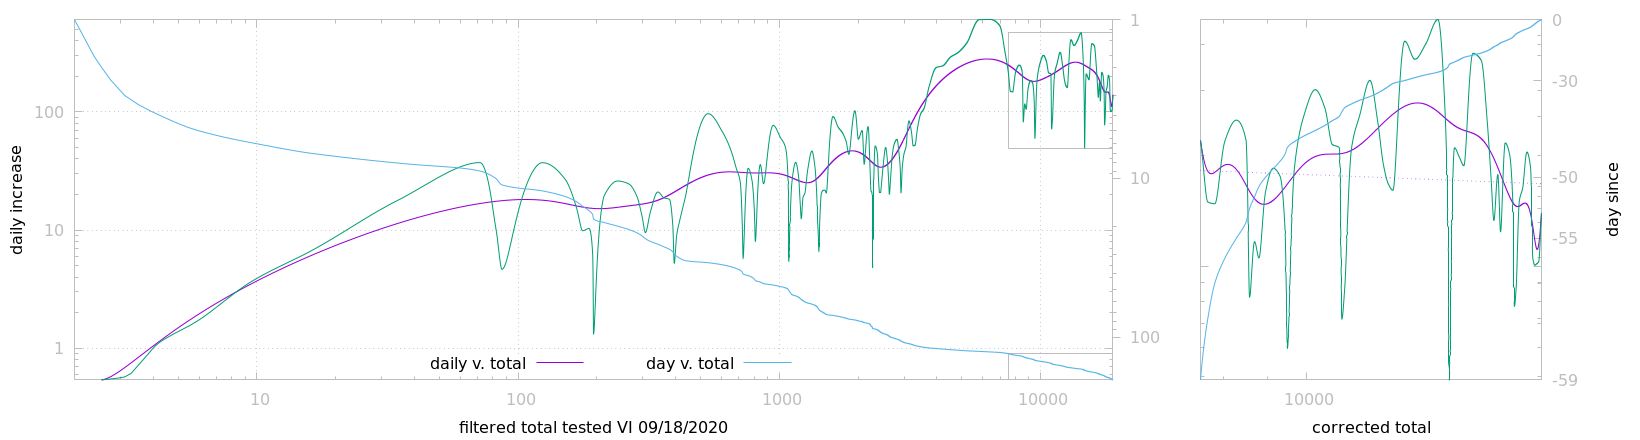 daily increase
100
10
1
daily v. total
day v. total
10
100
1000
10000
filtered total tested VI 09/18/2020
1
10
100
10000
corrected total
0
-30
-50
-55
-59
day since